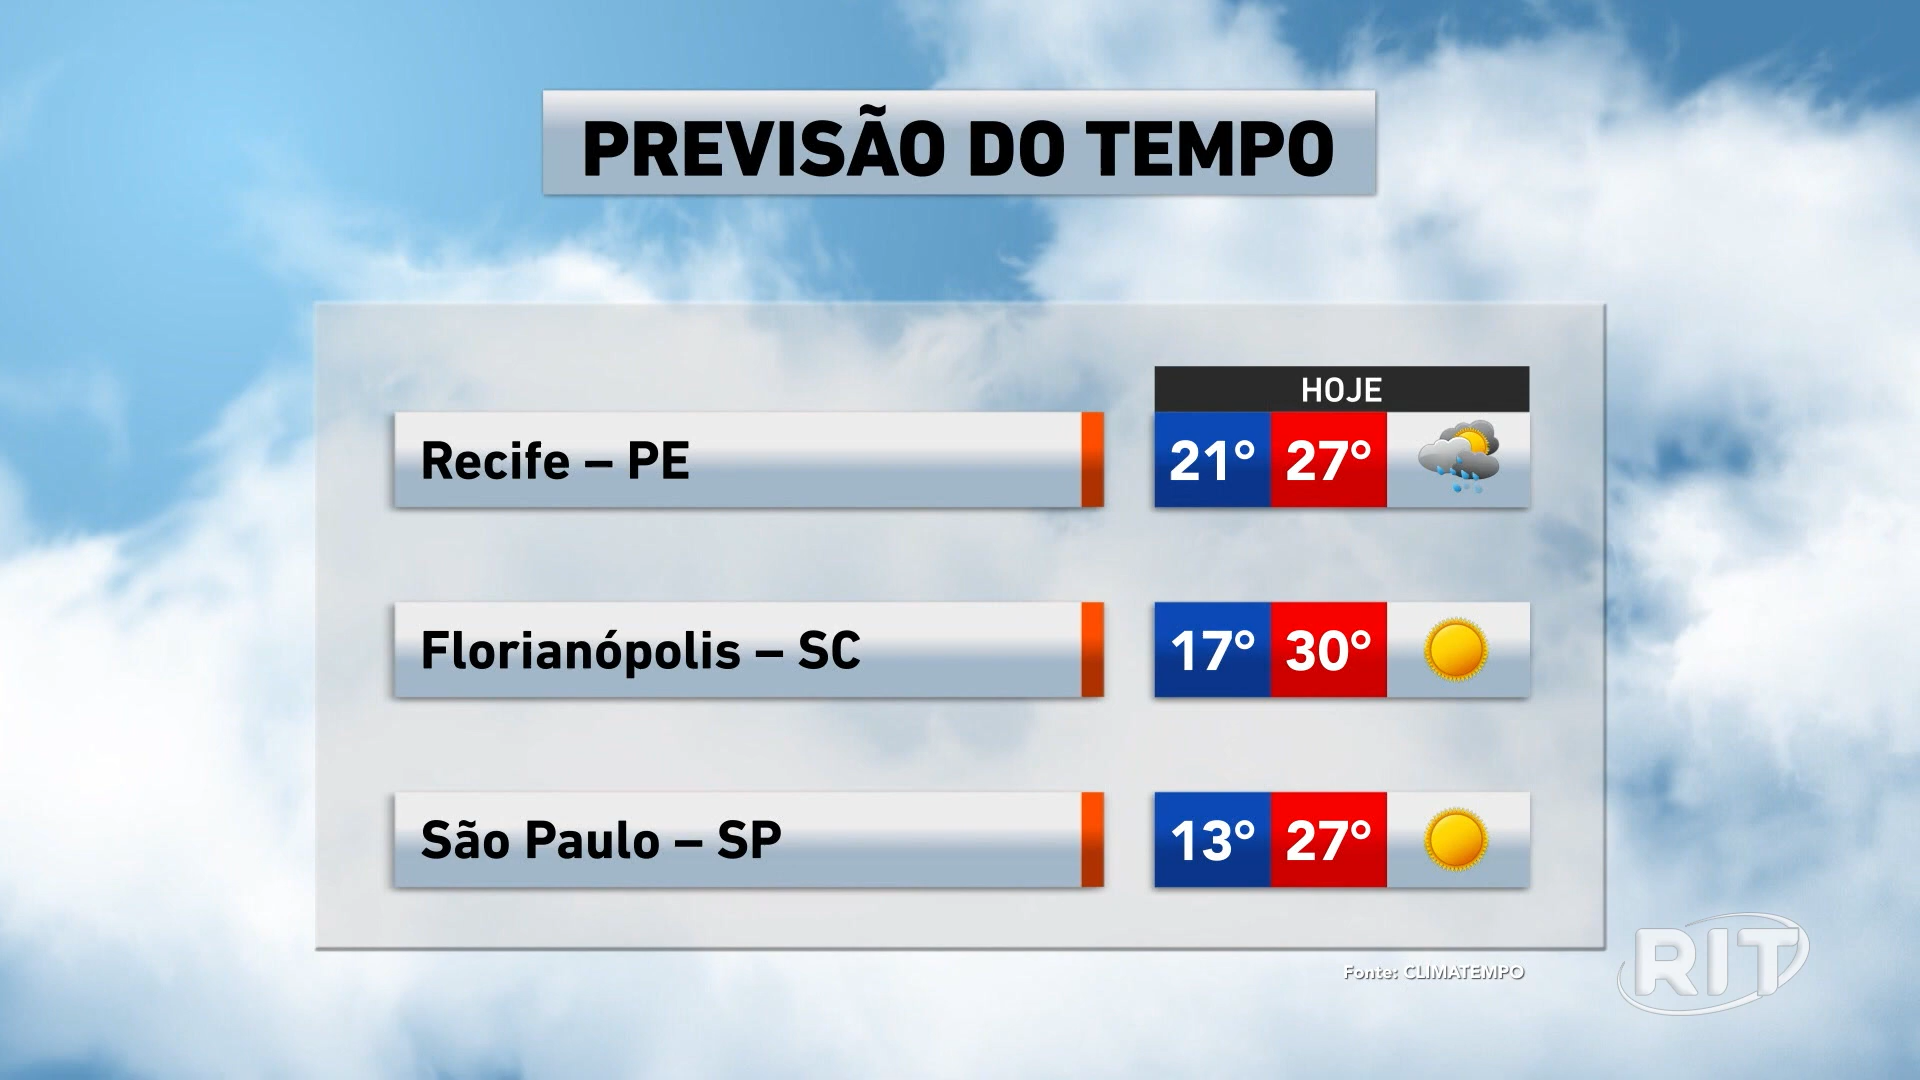 PREVISÃO DO TEMPO
HOJE
Recife – PE 21° 27°
Florianópolis – SC 17° 30°
São Paulo – SP 13° 27°
Fonte: CLIMATEMPO
RIT